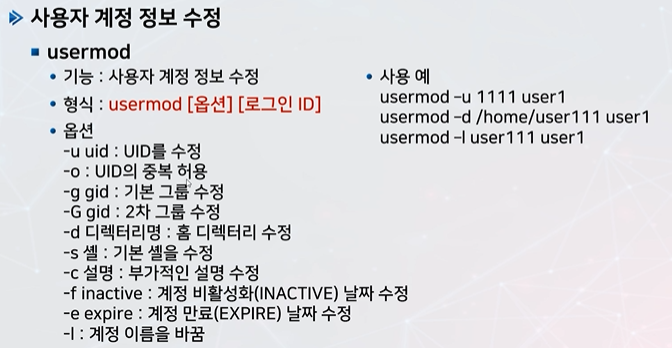 사용자 계정 정보 수정
usermod
• 기능 : 사용자 계정 정보 수정
• 형식 : usermod [옵션] [로그인 ID]
• 옵션
-u uid : UID를 수정
-o : UID의 중복 허용
-g gid : 기본 그룹 수정
-G gid : 2차 그룹 수정
-d 디렉터리명 : 홈 디렉터리 수정
-s 셸 : 기본 셸을 수정
-c 설명 : 부가적인 설명 수정
-f inactive : 계정 비활성화(INACTIVE) 날짜 수정
-e expire : 계정 만료(EXPIRE) 날짜 수정
-l : 계정 이름을 바꿈
• 사용 예
usermod –u 1111 user1
usermod –d /home/user111 user1
usermod –l user111 user1